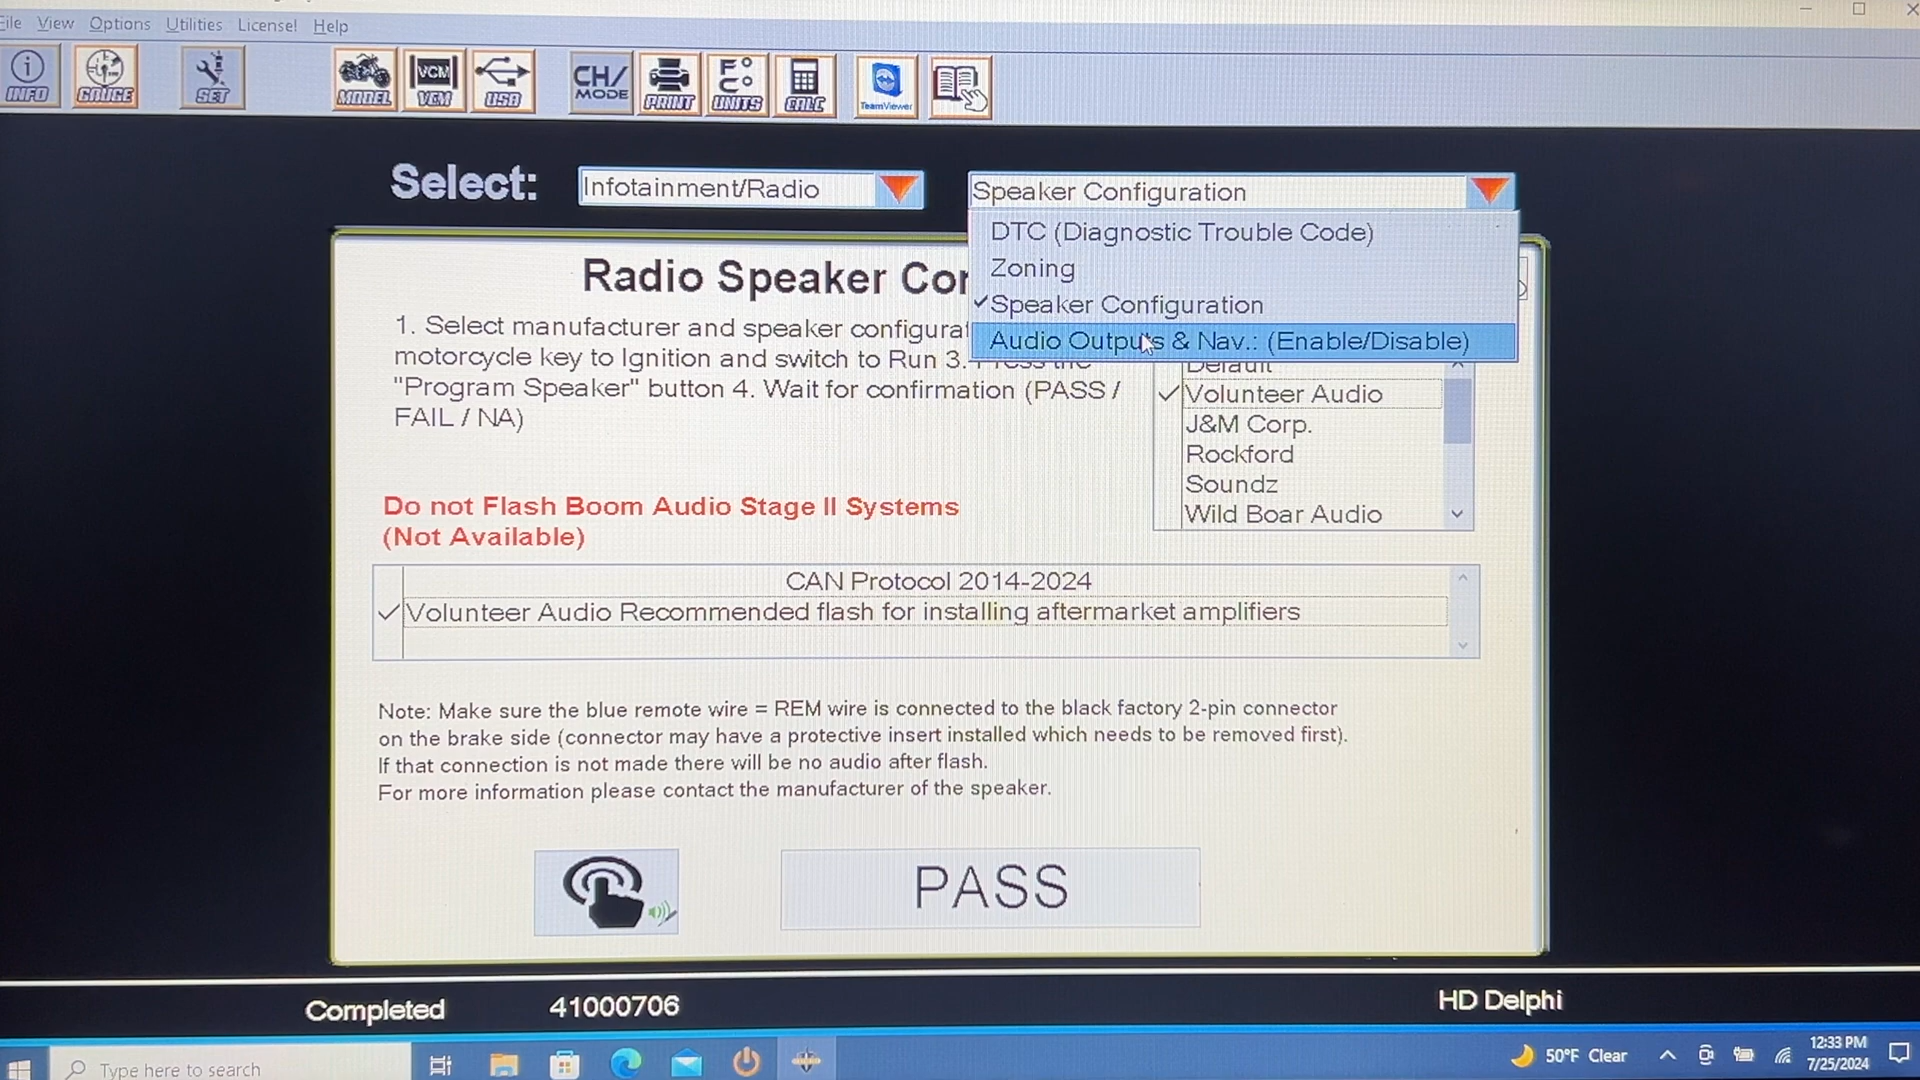 File View Options Utilities License! Help
INFO GAUGE SET MODEL VCM VCM USB CH/ MODE PRINT F° C° UNITS CALC TeamViewer
Select: Infotainment/Radio Speaker Configuration
DTC (Diagnostic Trouble Code)
Zoning
✓Speaker Configuration
Audio Outputs & Nav.: (Enable/Disable)
Radio Speaker Con
1. Select manufacturer and speaker configurat
motorcycle key to Ignition and switch to Run 3. Press the
"Program Speaker" button 4. Wait for confirmation (PASS /
FAIL / NA)
Default
Volunteer Audio
J&M Corp.
Rockford
Soundz
Wild Boar Audio
Do not Flash Boom Audio Stage II Systems
(Not Available)
CAN Protocol 2014-2024
Volunteer Audio Recommended flash for installing aftermarket amplifiers
Note: Make sure the blue remote wire = REM wire is connected to the black factory 2-pin connector
on the brake side (connector may have a protective insert installed which needs to be removed first).
If that connection is not made there will be no audio after flash.
For more information please contact the manufacturer of the speaker.
PASS
Completed 41000706 HD Delphi
Type here to search 50°F Clear 12:33 PM
7/25/2024